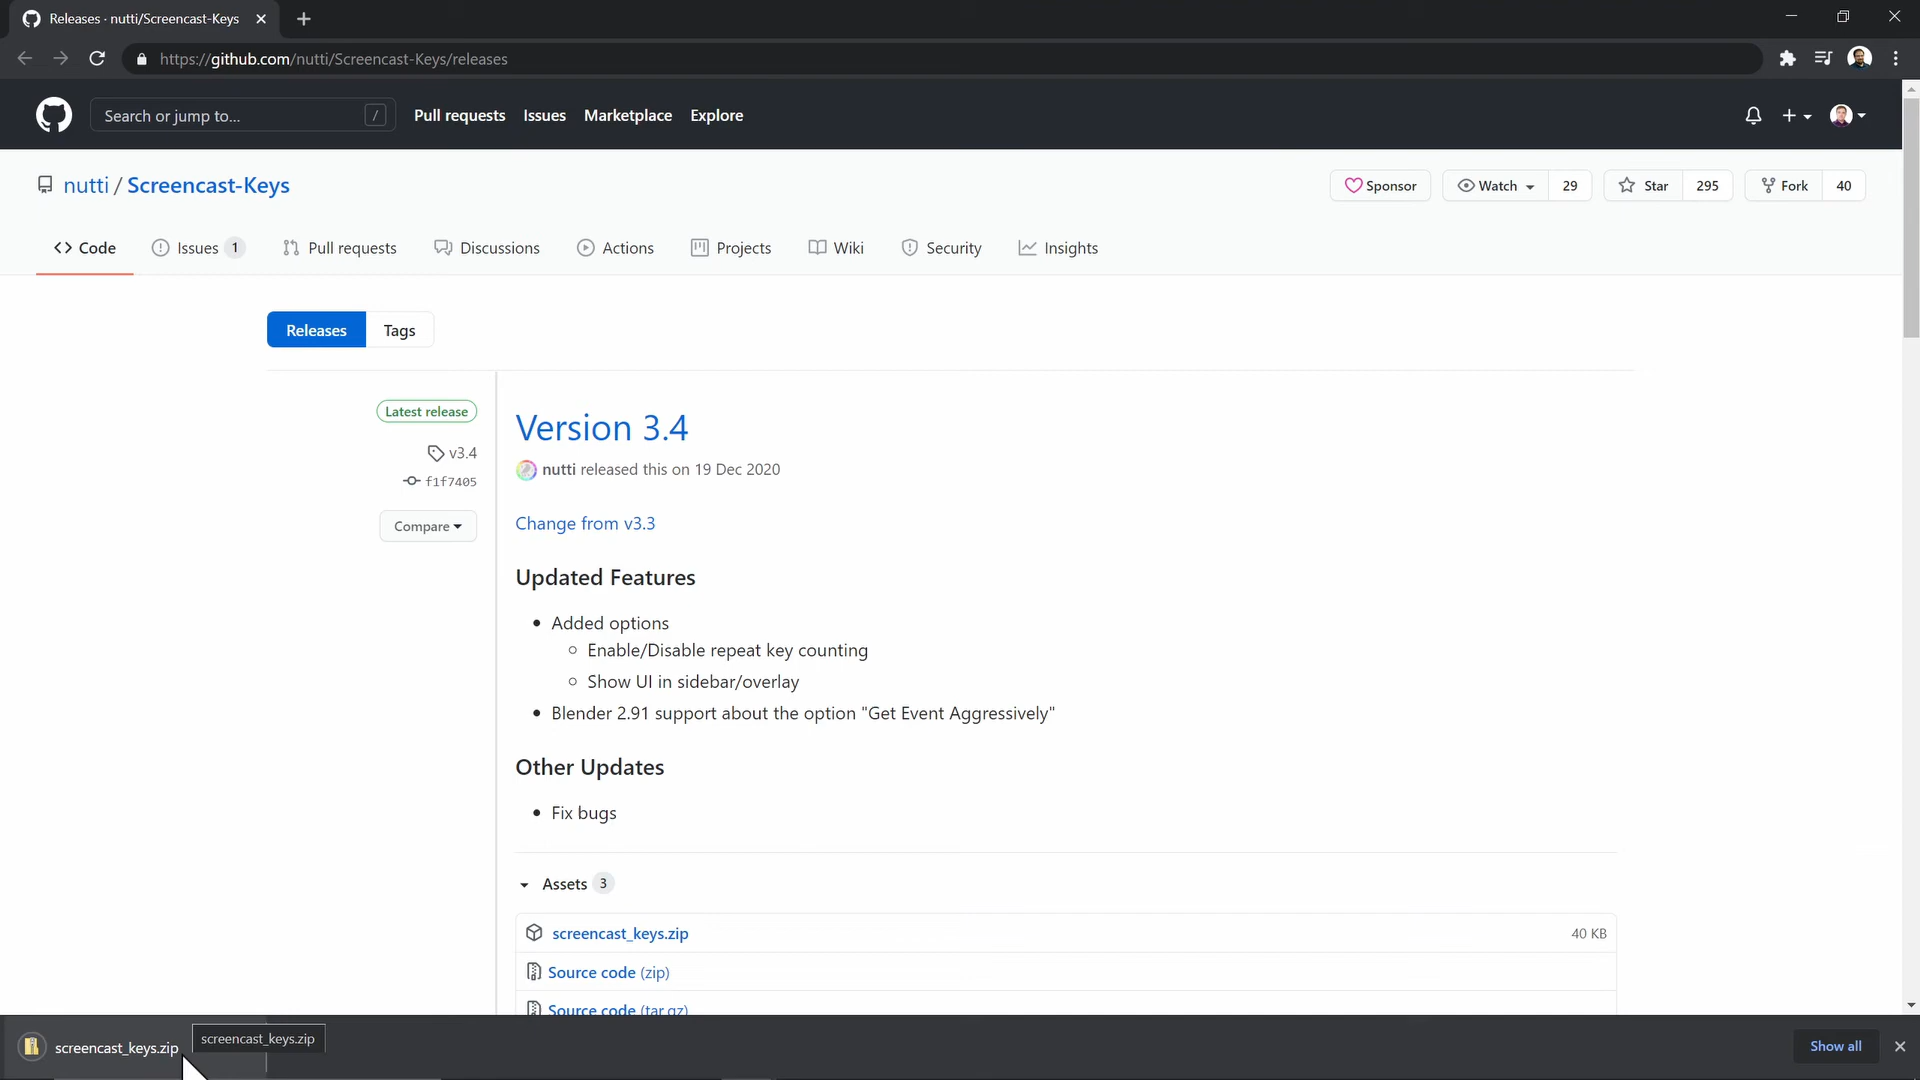 Releases · nutti/Screencast-Keys
https://github.com/nutti/Screencast-Keys/releases
Search or jump to... / Pull requests Issues Marketplace Explore
nutti / Screencast-Keys Sponsor Watch 29 Star 295 Fork 40
Code Issues 1 Pull requests Discussions Actions Projects Wiki Security Insights
Releases Tags
Latest release
v3.4
f1f7405
Compare
Version 3.4
nutti released this on 19 Dec 2020
Change from v3.3
Updated Features
Added options
Enable/Disable repeat key counting
Show UI in sidebar/overlay
Blender 2.91 support about the option "Get Event Aggressively"
Other Updates
Fix bugs
Assets 3
screencast_keys.zip 40 KB
Source code (zip)
Source code (tar.gz)
screencast_keys.zip
screencast_keys.zip
Show all